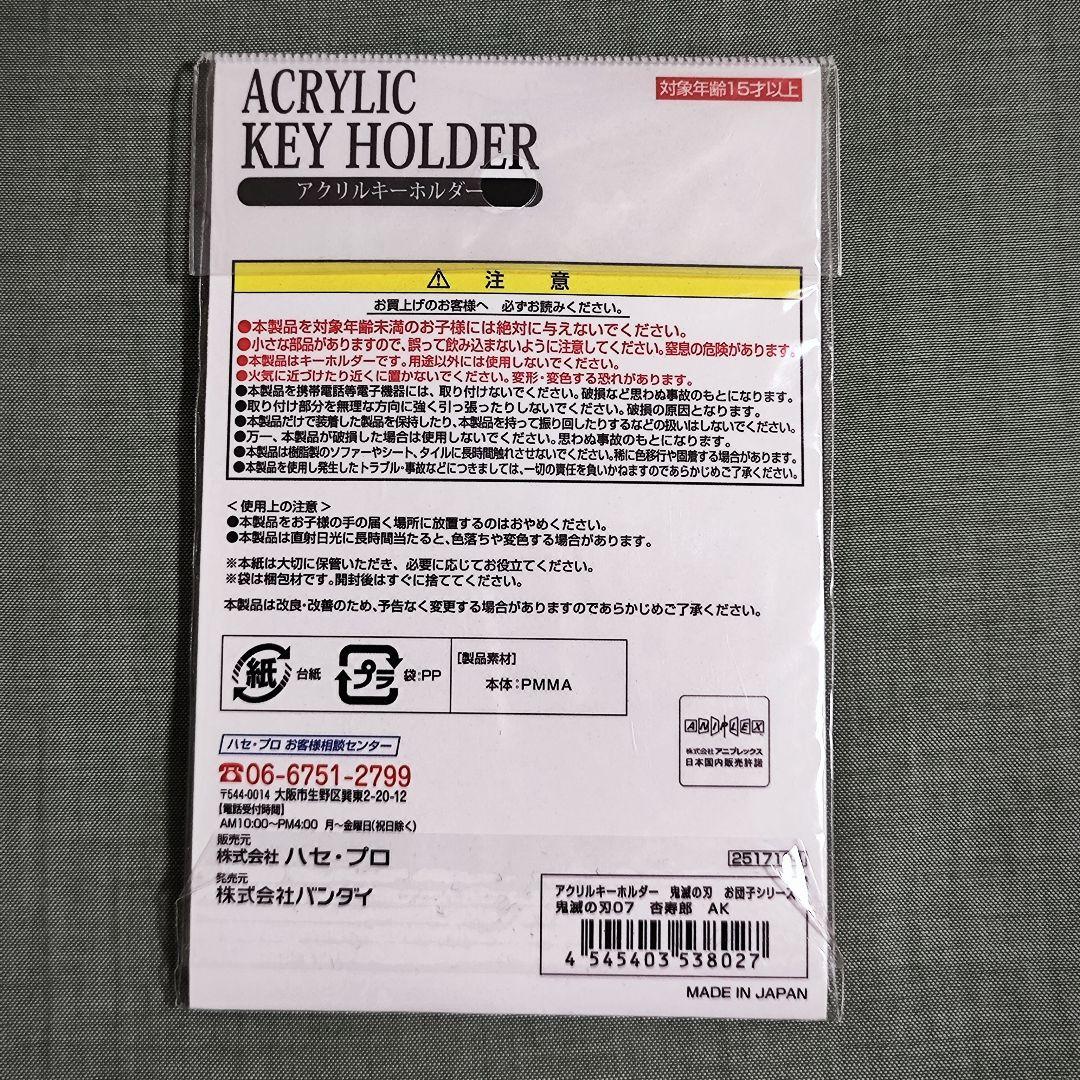 ACRYLIC
KEY HOLDER
アクリルキーホルダー
対象年齢15才以上
⚠ 注 意
お買上げのお客様へ 必ずお読みください。
●本製品を対象年齢未満のお子様には絶対に与えないでください。
●小さな部品がありますので、誤って飲み込まないように注意してください。窒息の危険があります。
●本製品はキーホルダーです。用途以外には使用しないでください。
●火気に近づけたり近くに置かないでください。変形・変色する恐れがあります。
●本製品を携帯電話等電子機器には、取り付けないでください。破損など思わぬ事故のもとになります。
●取り付け部分を無理な方向に強く引っ張ったりしないでください。破損の原因となります。
●本製品だけで装着した製品を保持したり、本製品を持って振り回したりするなどの扱いはしないでください。
●万一、本製品が破損した場合は使用しないでください。思わぬ事故のもとになります。
●本製品は樹脂製のソファーやシート、タイルに長時間触れさせないでください。稀に色移行や固着する場合があります。
●本製品を使用し発生したトラブル・事故などにつきましては、一切の責任を負いかねますのであらかじめご了承ください。
＜使用上の注意＞
●本製品をお子様の手の届く場所に放置するのはおやめください。
●本製品は直射日光に長時間当たると、色落ちや変色する場合があります。
※本紙は大切に保管いただき、必要に応じてお役立てください。
※袋は梱包材です。開封後はすぐに捨ててください。
本製品は改良・改善のため、予告なく変更する場合がありますのであらかじめご了承ください。
紙 台紙
プラ 袋:PP
[製品素材]
本体:PMMA
ANIPLEX
株式会社アニプレックス
日本国内販売許諾
ハセ・プロ お客様相談センター
☎06-6751-2799
〒544-0014 大阪市生野区巽東2-20-12
【電話受付時間】
AM10:00～PM4:00 月～金曜日(祝日除く)
販売元
株式会社 ハセ・プロ
発売元
株式会社バンダイ
アクリルキーホルダー 鬼滅の刃 お団子シリーズ
鬼滅の刃07 杏寿郎 AK
4 545403 538027
MADE IN JAPAN